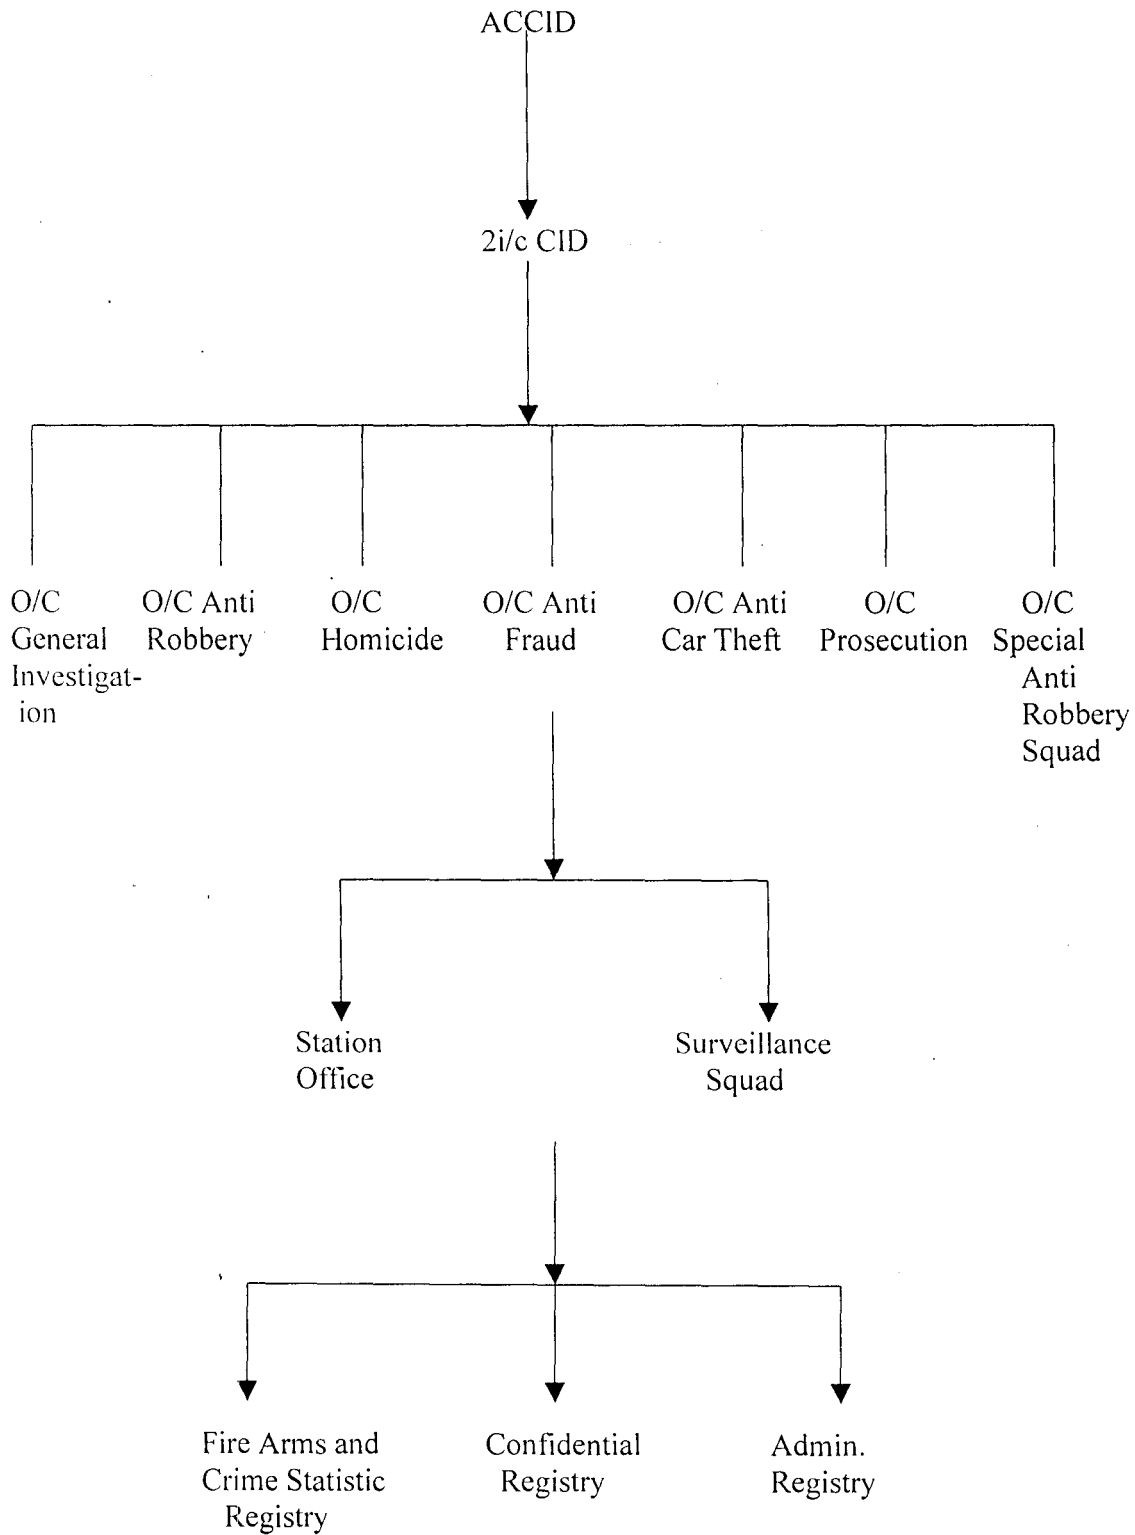 ACCID
2i/c CID
O/C
General
Investigat-
ion
O/C Anti
Robbery
O/C
Homicide
O/C Anti
Fraud
O/C Anti
Car Theft
O/C
Prosecution
O/C
Special
Anti
Robbery
Squad
Station
Office
Surveillance
Squad
Fire Arms and
Crime Statistic
Registry
Confidential
Registry
Admin.
Registry